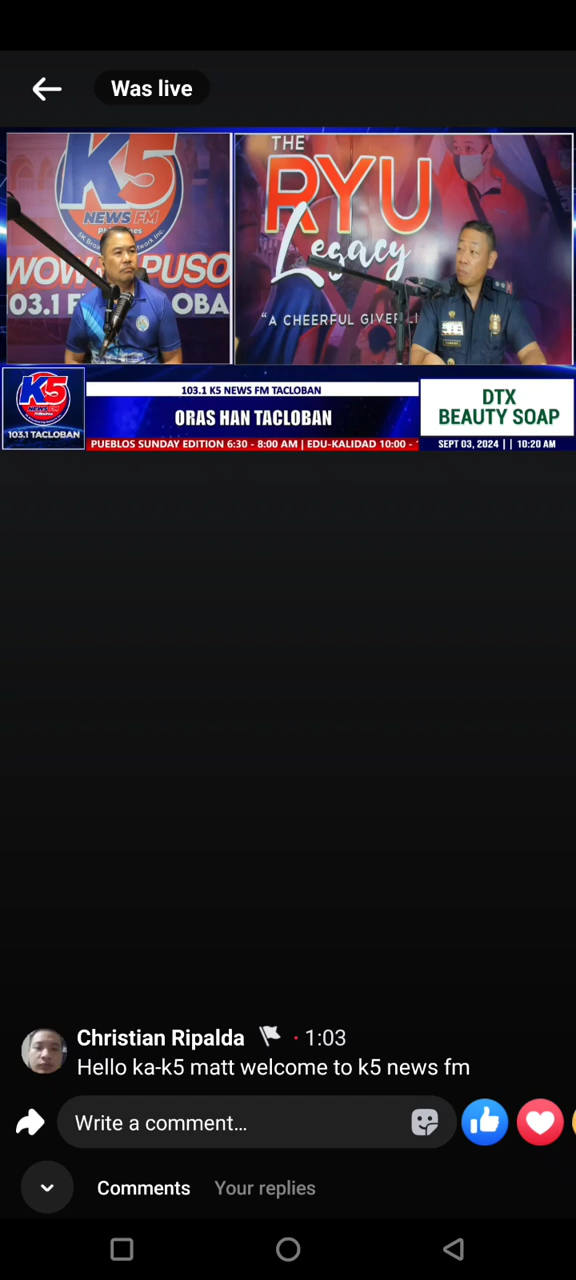 Was live
K5
NEWS FM
Philippines
WOW
PUSO
03.1 F
OBA
THE
RYU
Legacy
"A CHEERFUL GIVER
K5
NEWS FM
103.1 TACLOBAN
103.1 K5 NEWS FM TACLOBAN
ORAS HAN TACLOBAN
PUEBLOS SUNDAY EDITION 6:30 - 8:00 AM | EDU-KALIDAD 10:00 -
DTX
BEAUTY SOAP
SEPT 03, 2024 || 10:20 AM
Christian Ripalda · 1:03
Hello ka-k5 matt welcome to k5 news fm
Write a comment…
Comments Your replies